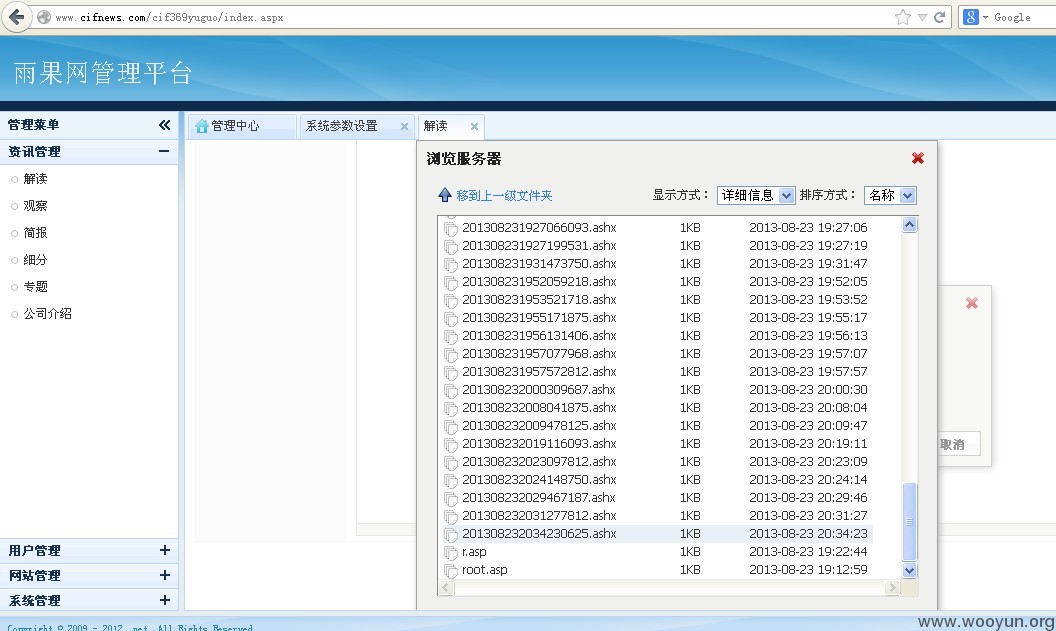 www.cifnews.com/cif369yuguo/index.aspx
Google
雨果网管理平台
管理菜单
管理中心
系统参数设置
解读
资讯管理
解读
观察
简报
细分
专题
公司介绍
浏览服务器
移到上一级文件夹
显示方式： 详细信息 排序方式： 名称
201308231927066093.ashx 1KB 2013-08-23 19:27:06
201308231927199531.ashx 1KB 2013-08-23 19:27:19
201308231931473750.ashx 1KB 2013-08-23 19:31:47
201308231952059218.ashx 1KB 2013-08-23 19:52:05
201308231953521718.ashx 1KB 2013-08-23 19:53:52
201308231955171875.ashx 1KB 2013-08-23 19:55:17
201308231956131406.ashx 1KB 2013-08-23 19:56:13
201308231957077968.ashx 1KB 2013-08-23 19:57:07
201308231957572812.ashx 1KB 2013-08-23 19:57:57
201308232000309687.ashx 1KB 2013-08-23 20:00:30
201308232008041875.ashx 1KB 2013-08-23 20:08:04
201308232009478125.ashx 1KB 2013-08-23 20:09:47
201308232019116093.ashx 1KB 2013-08-23 20:19:11
201308232023097812.ashx 1KB 2013-08-23 20:23:09
201308232024148750.ashx 1KB 2013-08-23 20:24:14
201308232029467187.ashx 1KB 2013-08-23 20:29:46
201308232031277812.ashx 1KB 2013-08-23 20:31:27
201308232034230625.ashx 1KB 2013-08-23 20:34:23
r.asp 1KB 2013-08-23 19:22:44
root.asp 1KB 2013-08-23 19:12:59
取消
用户管理
网站管理
系统管理
Copyright © 2009 - 2012 .net. All Rights Reserved
www.wooyun.org